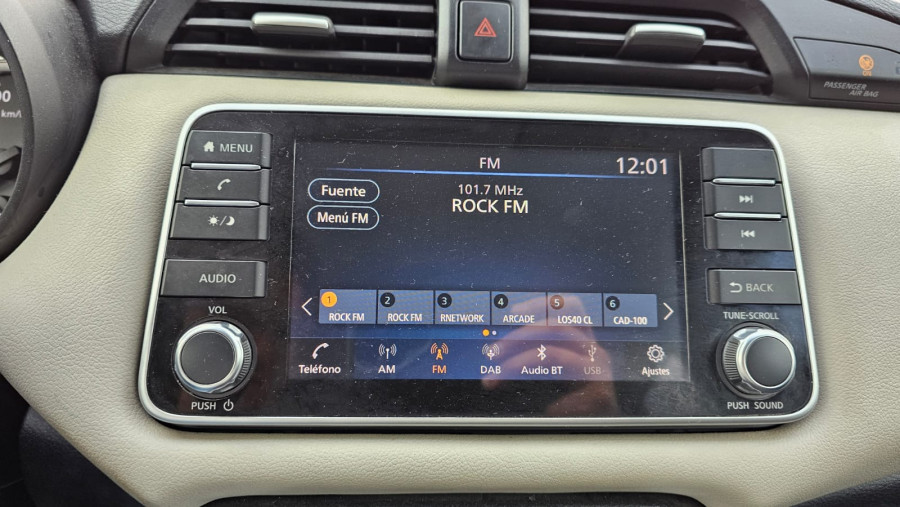 00
km/l
PASSENGER
AIR BAG
MENU
AUDIO
VOL
PUSH
FM
12:01
Fuente
Menú FM
101.7 MHz
ROCK FM
1 2 3 4 5 6
ROCK FM ROCK FM RNETWORK ARCADE LOS40 CL CAD-100
Teléfono AM FM DAB Audio BT USB Ajustes
BACK
TUNE-SCROLL
PUSH SOUND